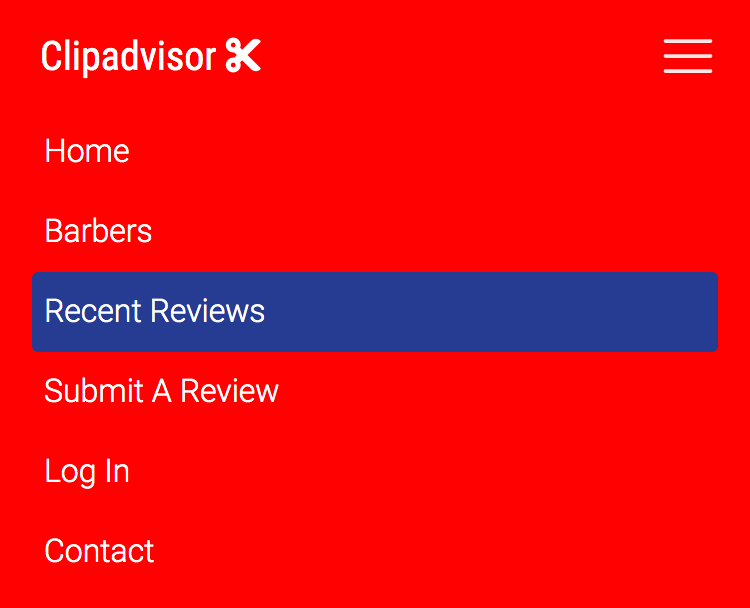 Clipadvisor
Home
Barbers
Recent Reviews
Submit A Review
Log In
Contact